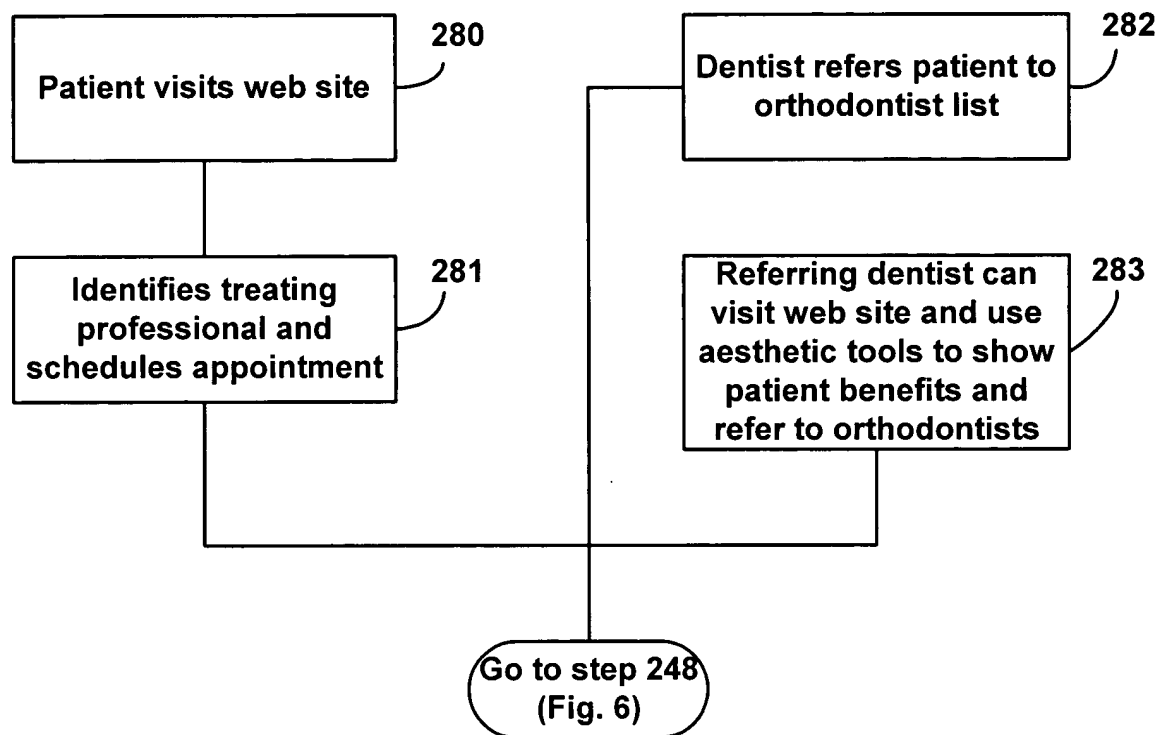 280
Patient visits web site
282
Dentist refers patient to
orthodontist list
281
Identifies treating
professional and
schedules appointment
283
Referring dentist can
visit web site and use
aesthetic tools to show
patient benefits and
refer to orthodontists
Go to step 248
(Fig. 6)